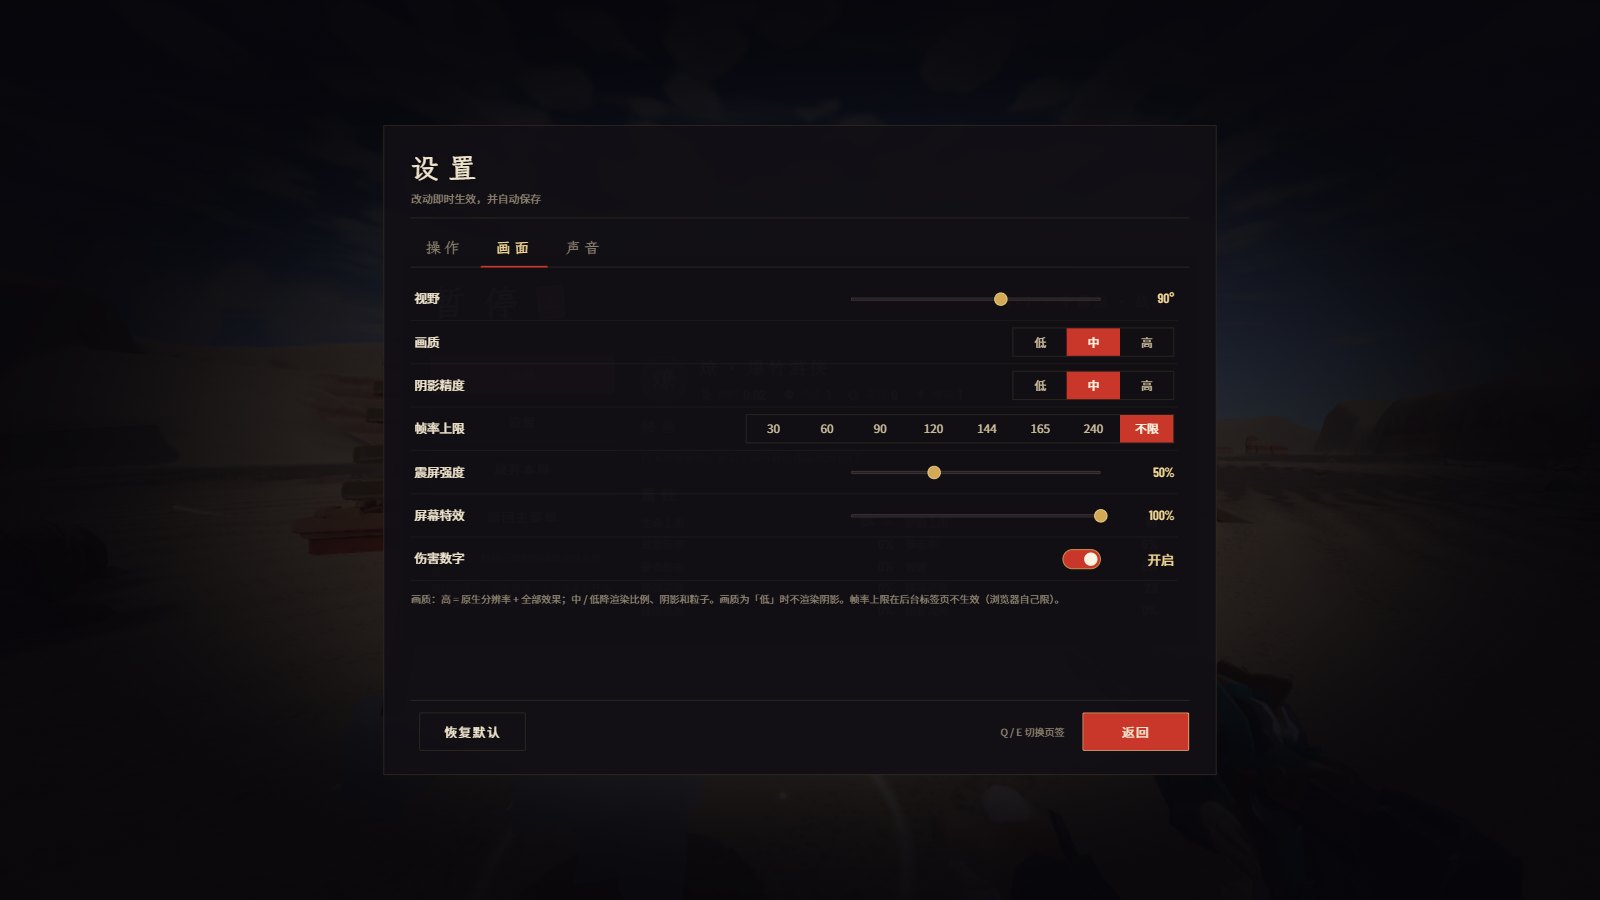 设置
改动即时生效，并自动保存
操作 画面 声音
暂停
视野 90°
画质 低 中 高
阴影精度 低 中 高
帧率上限 30 60 90 120 144 165 240 不限
震屏强度 50%
屏幕特效 100%
伤害数字 开启
画质：高 = 原生分辨率 + 全部效果；中 / 低降渲染比例、阴影和粒子。画质为「低」时不渲染阴影。帧率上限在后台标签页不生效（浏览器自己限）。
恢复默认 Q / E 切换页签 返回